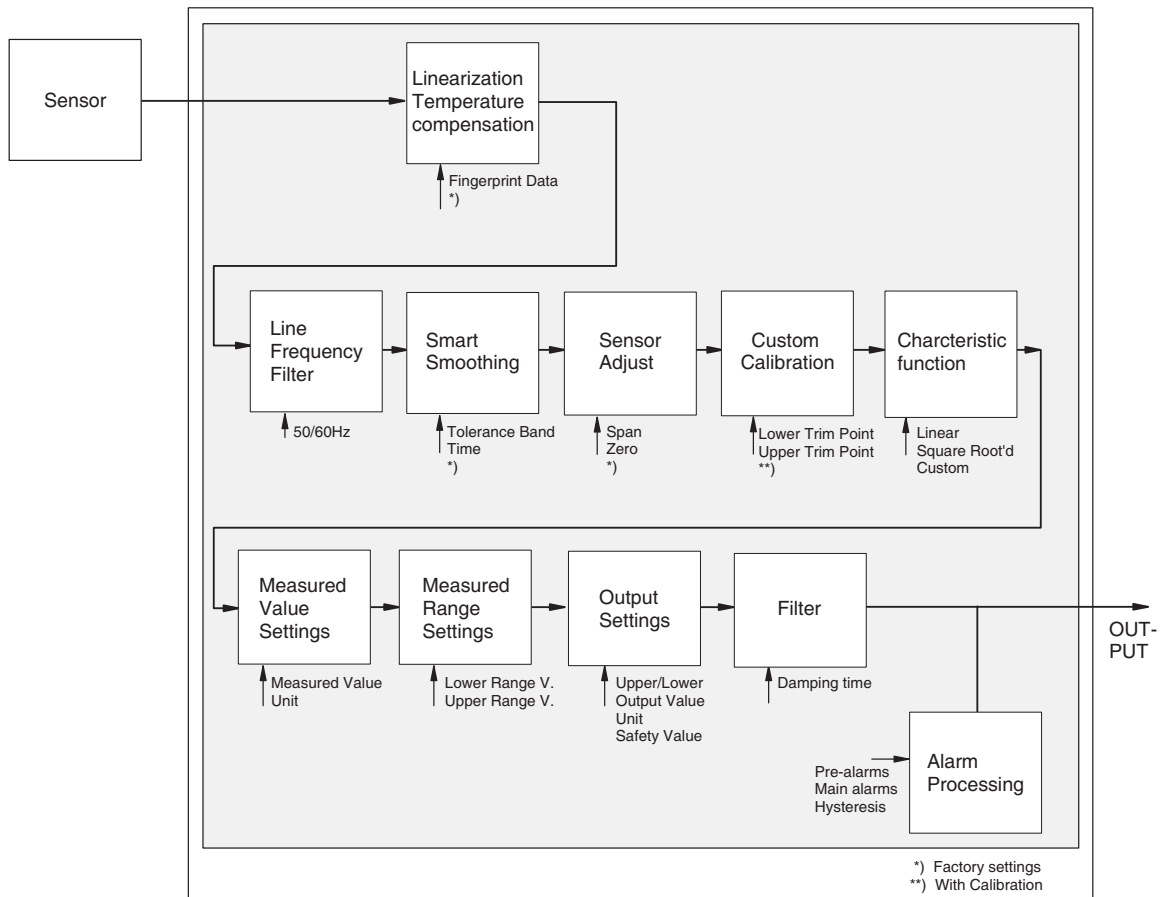 Sensor
Linearization
Temperature
compensation
Fingerprint Data
*)
Line
Frequency
Filter
50/60Hz
Smart
Smoothing
Tolerance Band
Time
*)
Sensor
Adjust
Span
Zero
*)
Custom
Calibration
Lower Trim Point
Upper Trim Point
**)
Charcteristic
function
Linear
Square Root'd
Custom
Measured
Value
Settings
Measured Value
Unit
Measured
Range
Settings
Lower Range V.
Upper Range V.
Output
Settings
Upper/Lower
Output Value
Unit
Safety Value
Filter
Damping time
OUT-
PUT
Alarm
Processing
Pre-alarms
Main alarms
Hysteresis
*) Factory settings
**) With Calibration